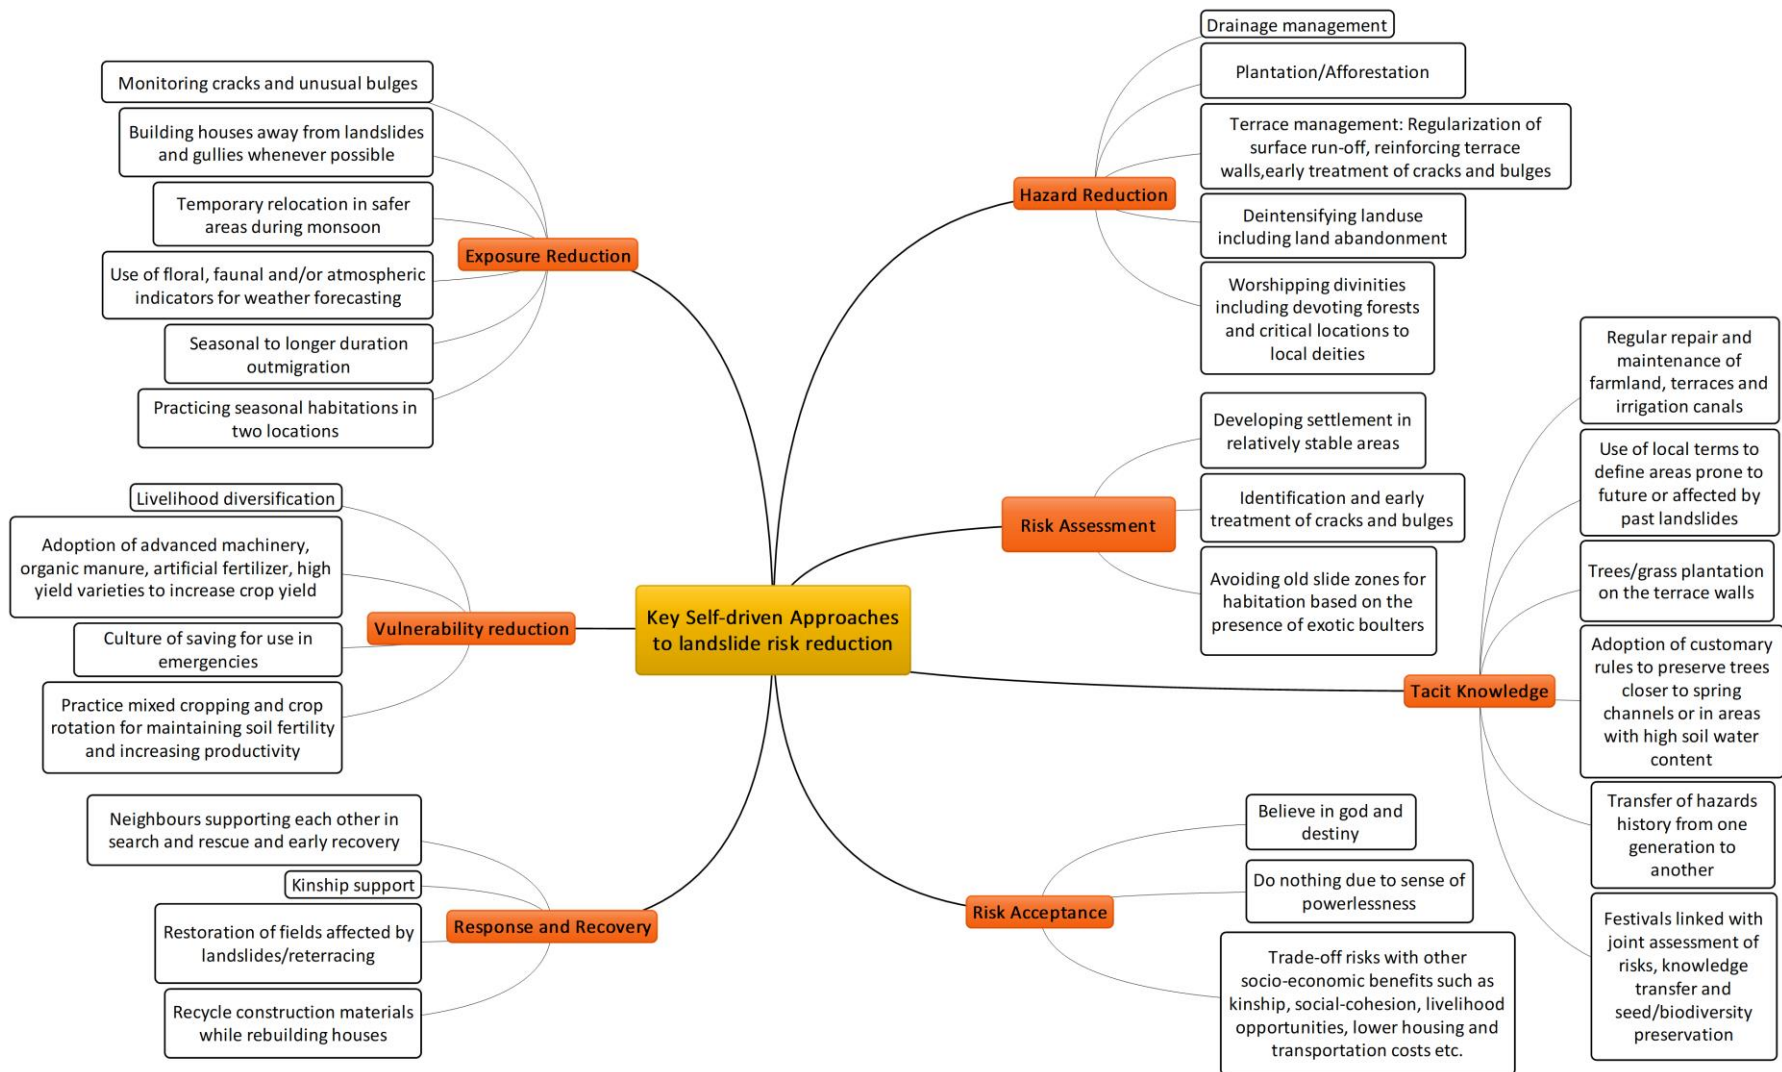 Key Self-driven Approaches
to landslide risk reduction
Exposure Reduction
Monitoring cracks and unusual bulges
Building houses away from landslides
and gullies whenever possible
Temporary relocation in safer
areas during monsoon
Use of floral, faunal and/or atmospheric
indicators for weather forecasting
Seasonal to longer duration
outmigration
Practicing seasonal habitations in
two locations
Vulnerability reduction
Livelihood diversification
Adoption of advanced machinery,
organic manure, artificial fertilizer, high
yield varieties to increase crop yield
Culture of saving for use in
emergencies
Practice mixed cropping and crop
rotation for maintaining soil fertility
and increasing productivity
Response and Recovery
Neighbours supporting each other in
search and rescue and early recovery
Kinship support
Restoration of fields affected by
landslides/reterracing
Recycle construction materials
while rebuilding houses
Hazard Reduction
Drainage management
Plantation/Afforestation
Terrace management: Regularization of
surface run-off, reinforcing terrace
walls,early treatment of cracks and bulges
Deintensifying landuse
including land abandonment
Worshipping divinities
including devoting forests
and critical locations to
local deities
Risk Assessment
Developing settlement in
relatively stable areas
Identification and early
treatment of cracks and bulges
Avoiding old slide zones for
habitation based on the
presence of exotic boulters
Tacit Knowledge
Regular repair and
maintenance of
farmland, terraces and
irrigation canals
Use of local terms to
define areas prone to
future or affected by
past landslides
Trees/grass plantation
on the terrace walls
Adoption of customary
rules to preserve trees
closer to spring
channels or in areas
with high soil water
content
Transfer of hazards
history from one
generation to
another
Festivals linked with
joint assessment of
risks, knowledge
transfer and
seed/biodiversity
preservation
Risk Acceptance
Believe in god and
destiny
Do nothing due to sense of
powerlessness
Trade-off risks with other
socio-economic benefits such as
kinship, social-cohesion, livelihood
opportunities, lower housing and
transportation costs etc.